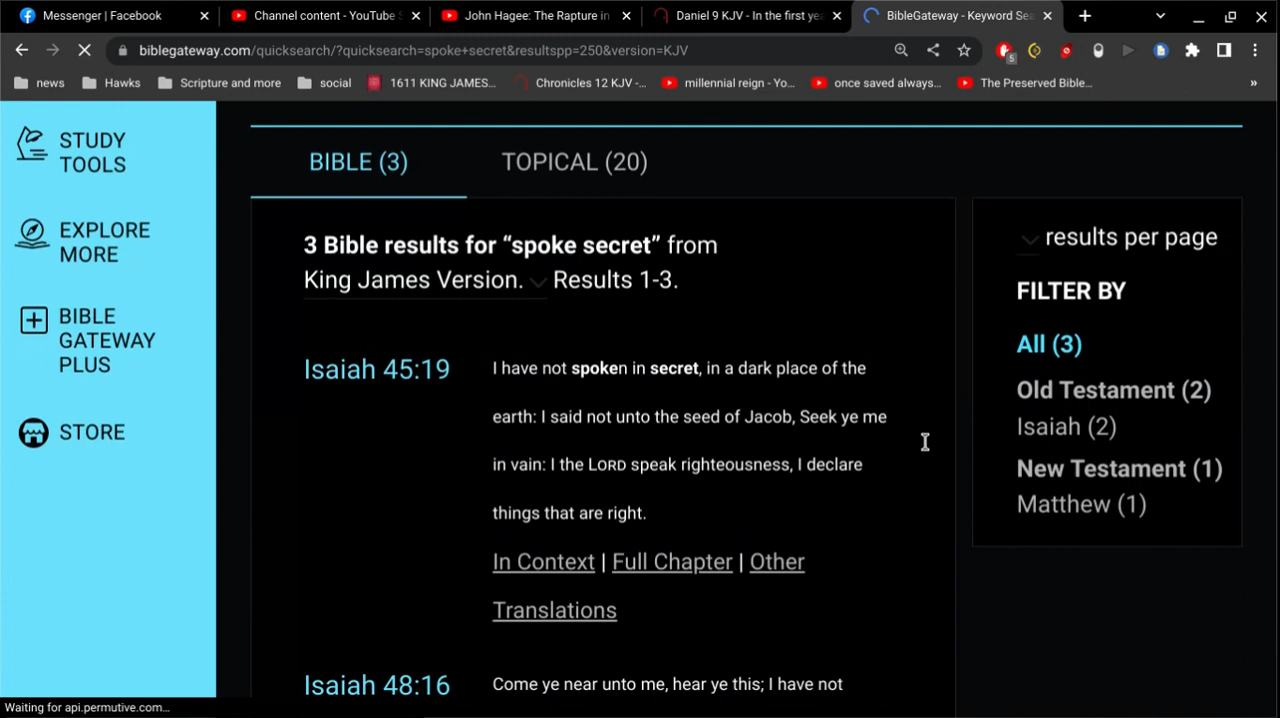 Messenger | Facebook
Channel content - YouTube S
John Hagee: The Rapture in
Daniel 9 KJV - In the first yea
BibleGateway - Keyword Sea
biblegateway.com/quicksearch/?quicksearch=spoke+secret&resultspp=250&version=KJV
5
news
Hawks
Scripture and more
social
1611 KING JAMES...
Chronicles 12 KJV -...
millennial reign - Yo...
once saved always...
The Preserved Bible...
»
STUDY
TOOLS
EXPLORE
MORE
BIBLE
GATEWAY
PLUS
STORE
BIBLE (3)
TOPICAL (20)
3 Bible results for “spoke secret” from
King James Version. Results 1-3.
Isaiah 45:19
I have not spoken in secret, in a dark place of the
earth: I said not unto the seed of Jacob, Seek ye me
in vain: I the LORD speak righteousness, I declare
things that are right.
In Context | Full Chapter | Other
Translations
Isaiah 48:16
Come ye near unto me, hear ye this; I have not
results per page
FILTER BY
All (3)
Old Testament (2)
Isaiah (2)
New Testament (1)
Matthew (1)
Waiting for api.permutive.com...